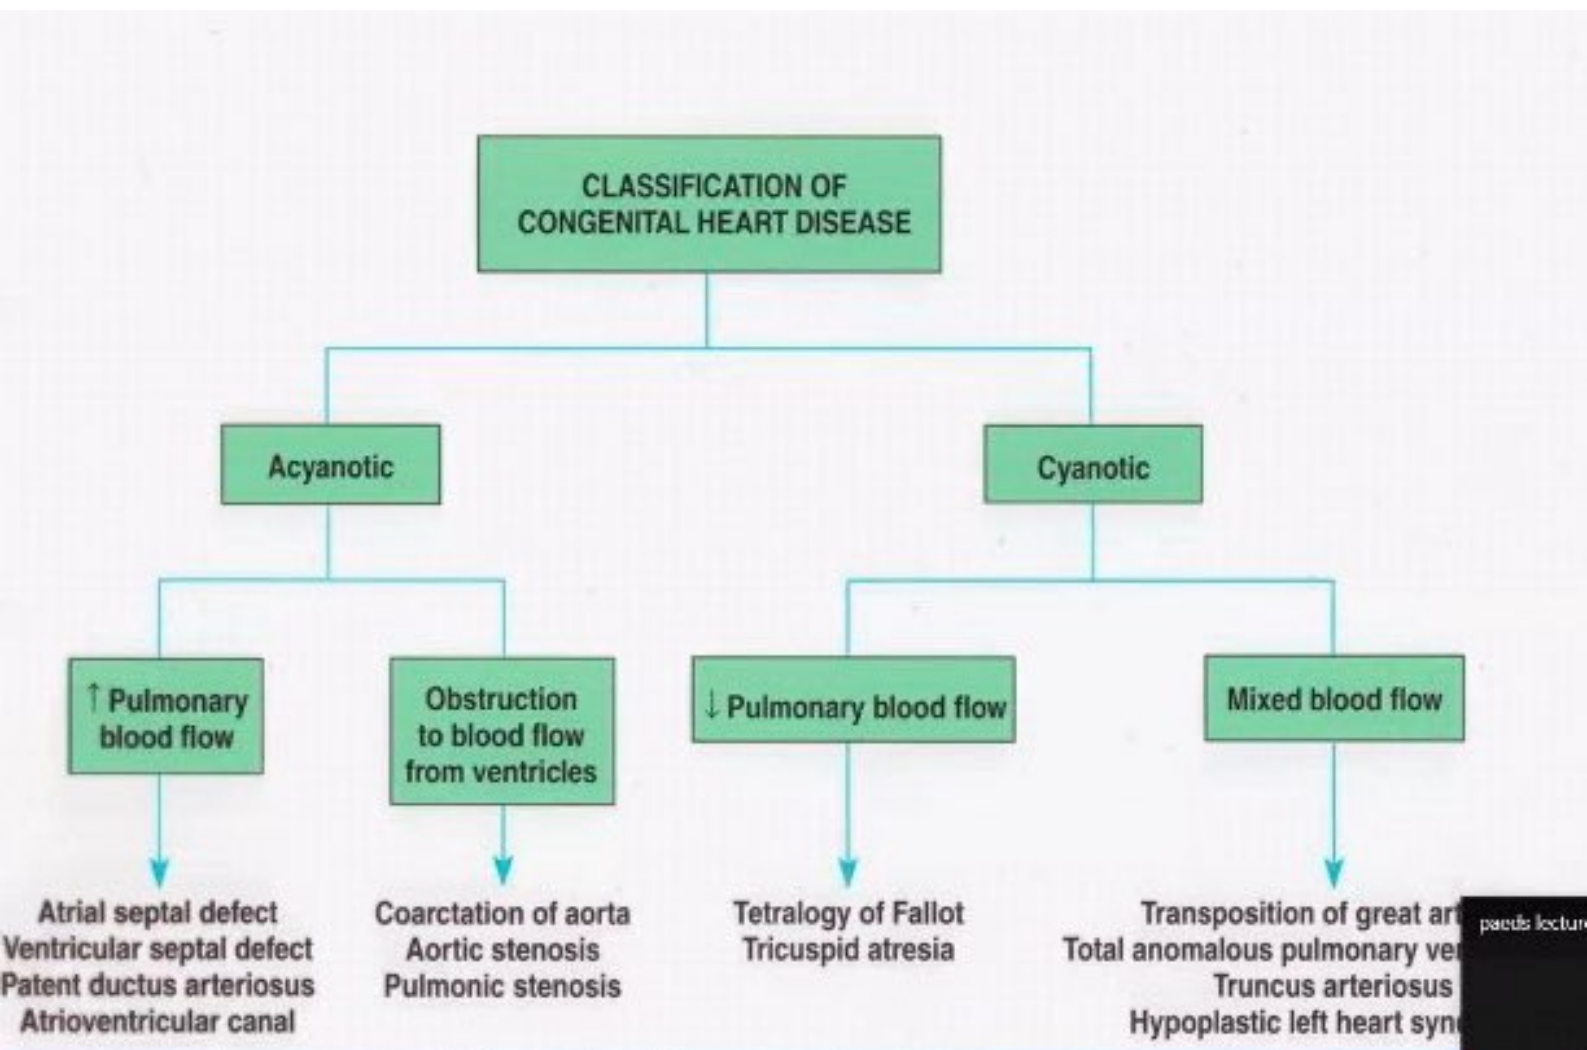 CLASSIFICATION OF
CONGENITAL HEART DISEASE
Acyanotic
Cyanotic
↑ Pulmonary
blood flow
Obstruction
to blood flow
from ventricles
↓ Pulmonary blood flow
Mixed blood flow
Atrial septal defect
Ventricular septal defect
Patent ductus arteriosus
Atrioventricular canal
Coarctation of aorta
Aortic stenosis
Pulmonic stenosis
Tetralogy of Fallot
Tricuspid atresia
Transposition of great
Total anomalous pulmonary
Truncus arteriosus
Hypoplastic left heart
paeds